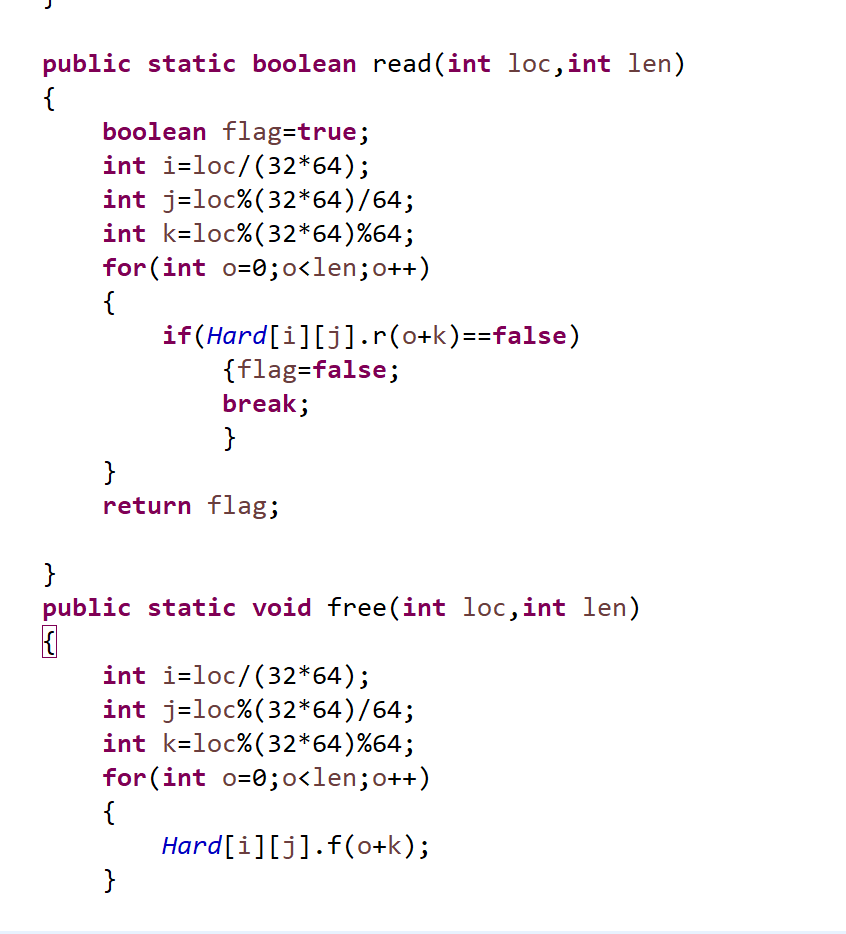 }
public static boolean read(int loc,int len)
{
boolean flag=true;
int i=loc/(32*64);
int j=loc%(32*64)/64;
int k=loc%(32*64)%64;
for(int o=0;o<len;o++)
{
if(Hard[i][j].r(o+k)==false)
{flag=false;
break;
}
}
return flag;
}
public static void free(int loc,int len)
{
int i=loc/(32*64);
int j=loc%(32*64)/64;
int k=loc%(32*64)%64;
for(int o=0;o<len;o++)
{
Hard[i][j].f(o+k);
}